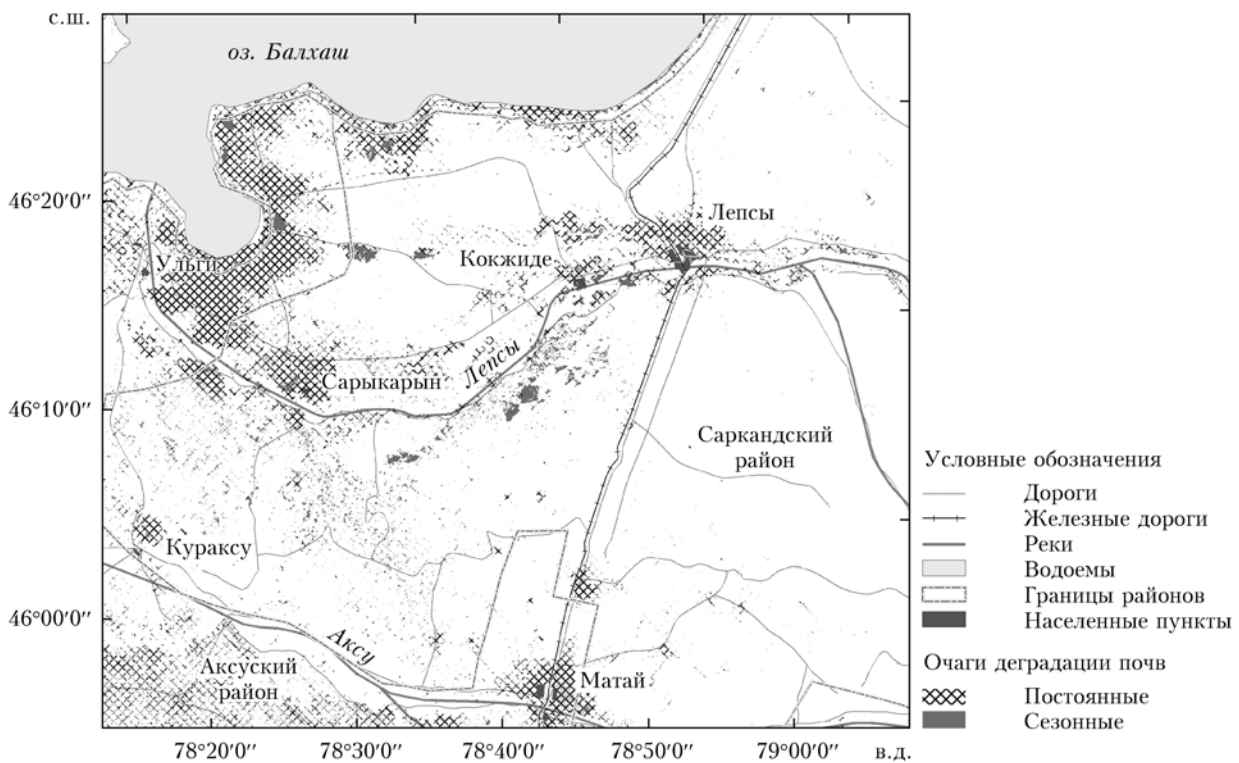 с.ш.
оз. Балхаш
46°20′0″
Лепсы
Ульги
Кокжиде
Лепсы
Сарыкарын
46°10′0″
Саркандский
район
Кураксу
46°00′0″
Аксу
Аксуский
район
Матай
78°20′0″
78°30′0″
78°40′0″
78°50′0″
79°00′0″
в.д.
Условные обозначения
Дороги
Железные дороги
Реки
Водоемы
Границы районов
Населенные пункты
Очаги деградации почв
Постоянные
Сезонные